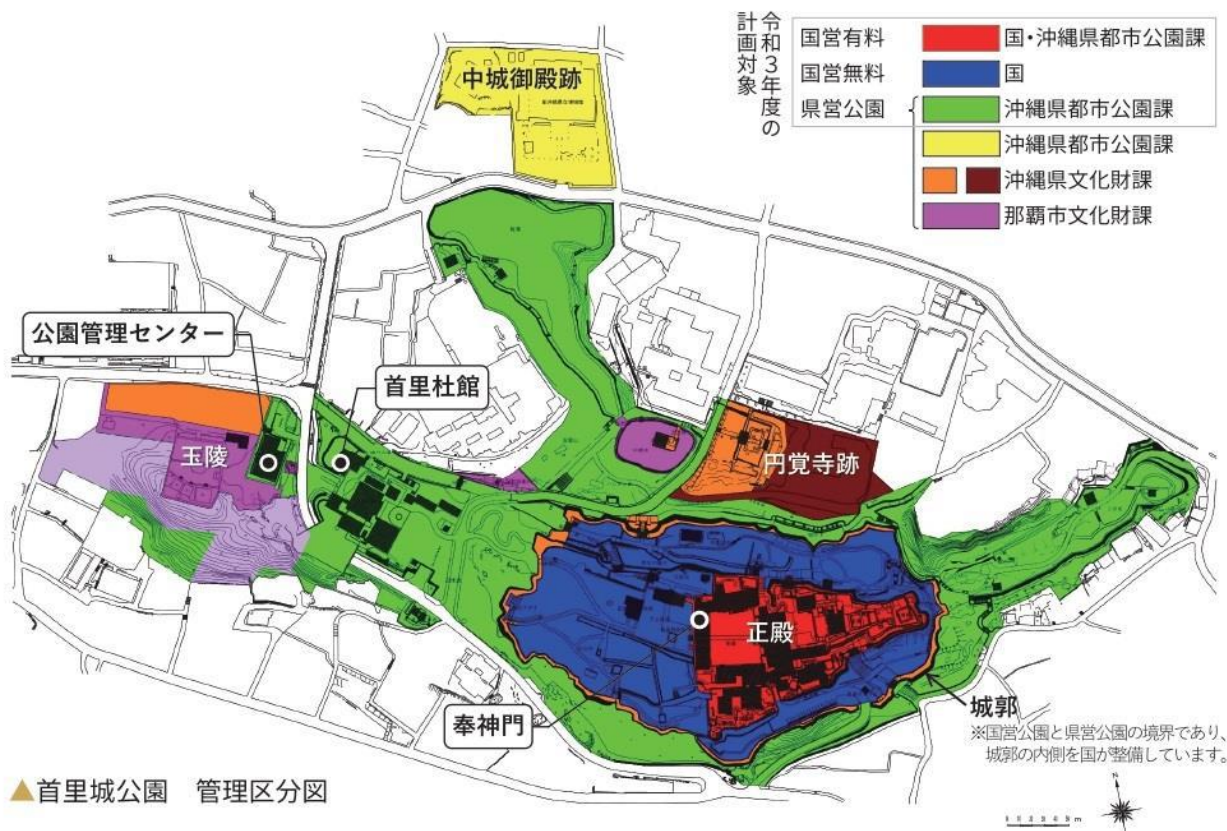 令和3年度の
計画対象
国営有料 国・沖縄県都市公園課
国営無料 国
県営公園 沖縄県都市公園課
沖縄県都市公園課
沖縄県文化財課
那覇市文化財課
中城御殿跡
公園管理センター
首里杜館
玉陵
円覚寺跡
正殿
奉神門
城郭
※国営公園と県営公園の境界であり、
城郭の内側を国が整備しています。
▲首里城公園 管理区分図